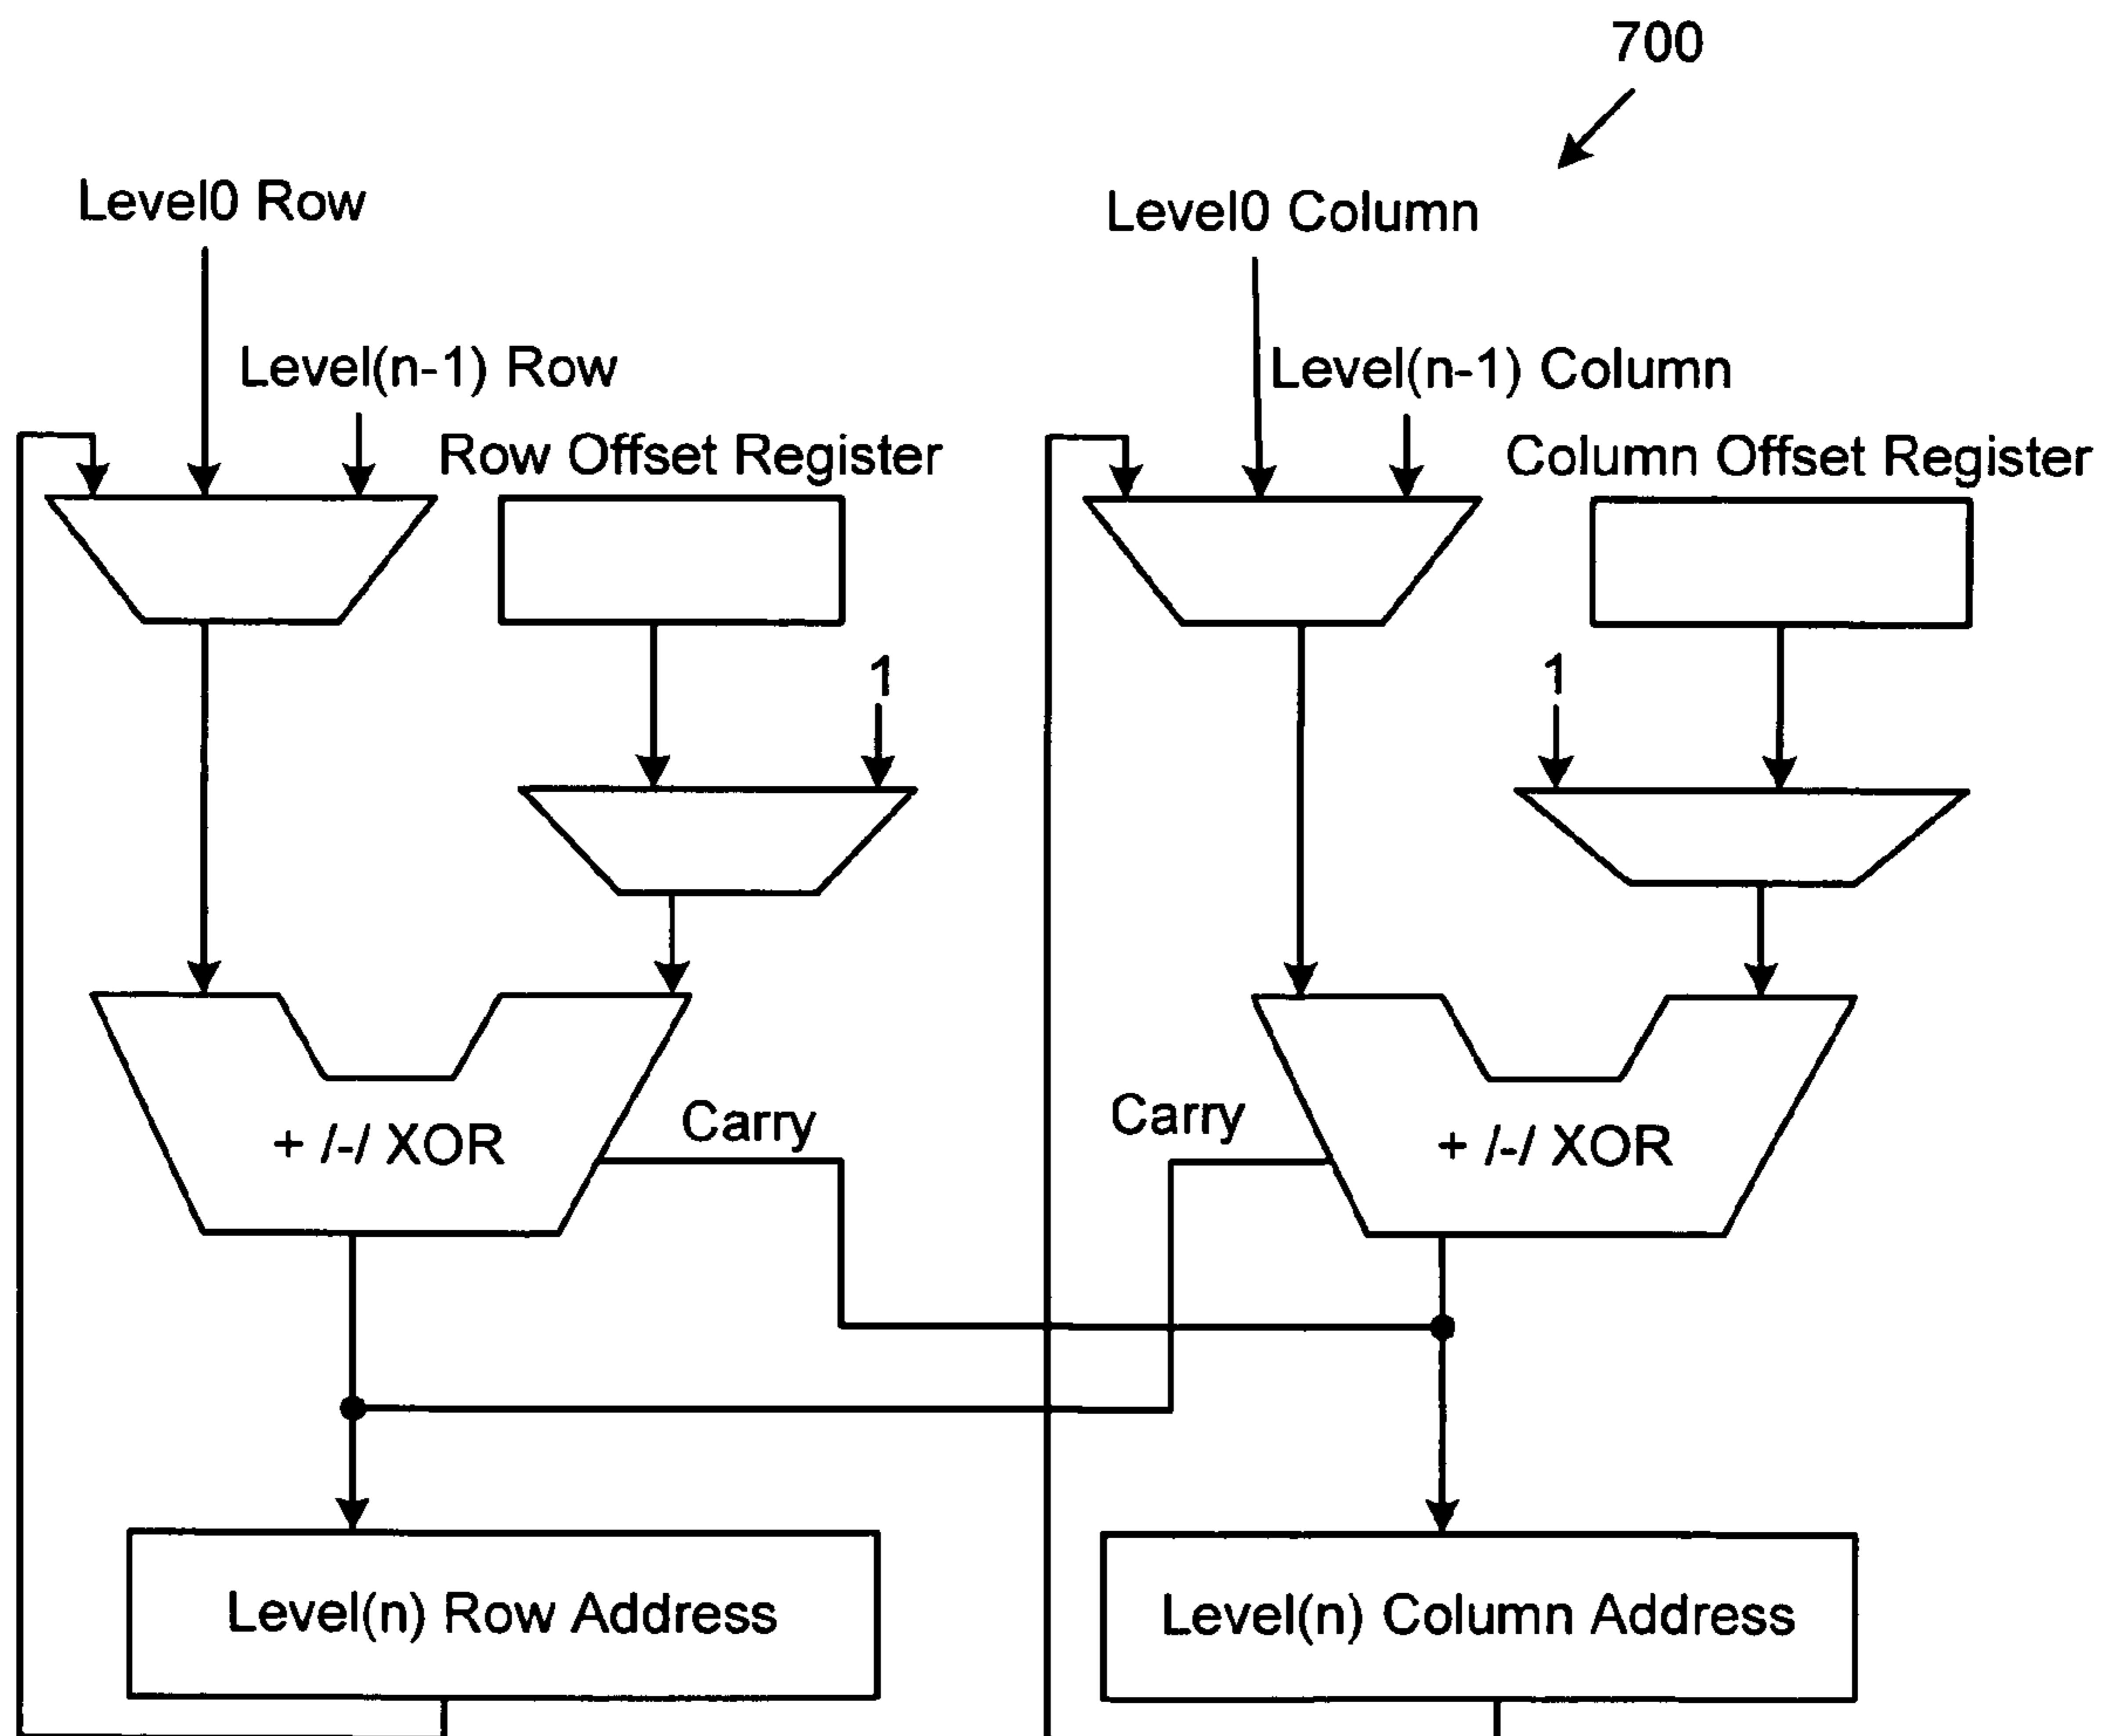 700
Level0 Row
Level0 Column
Level(n-1) Row
Level(n-1) Column
Row Offset Register
Column Offset Register
1
1
Carry
Carry
+ /-/ XOR
+ /-/ XOR
Level(n) Row Address
Level(n) Column Address